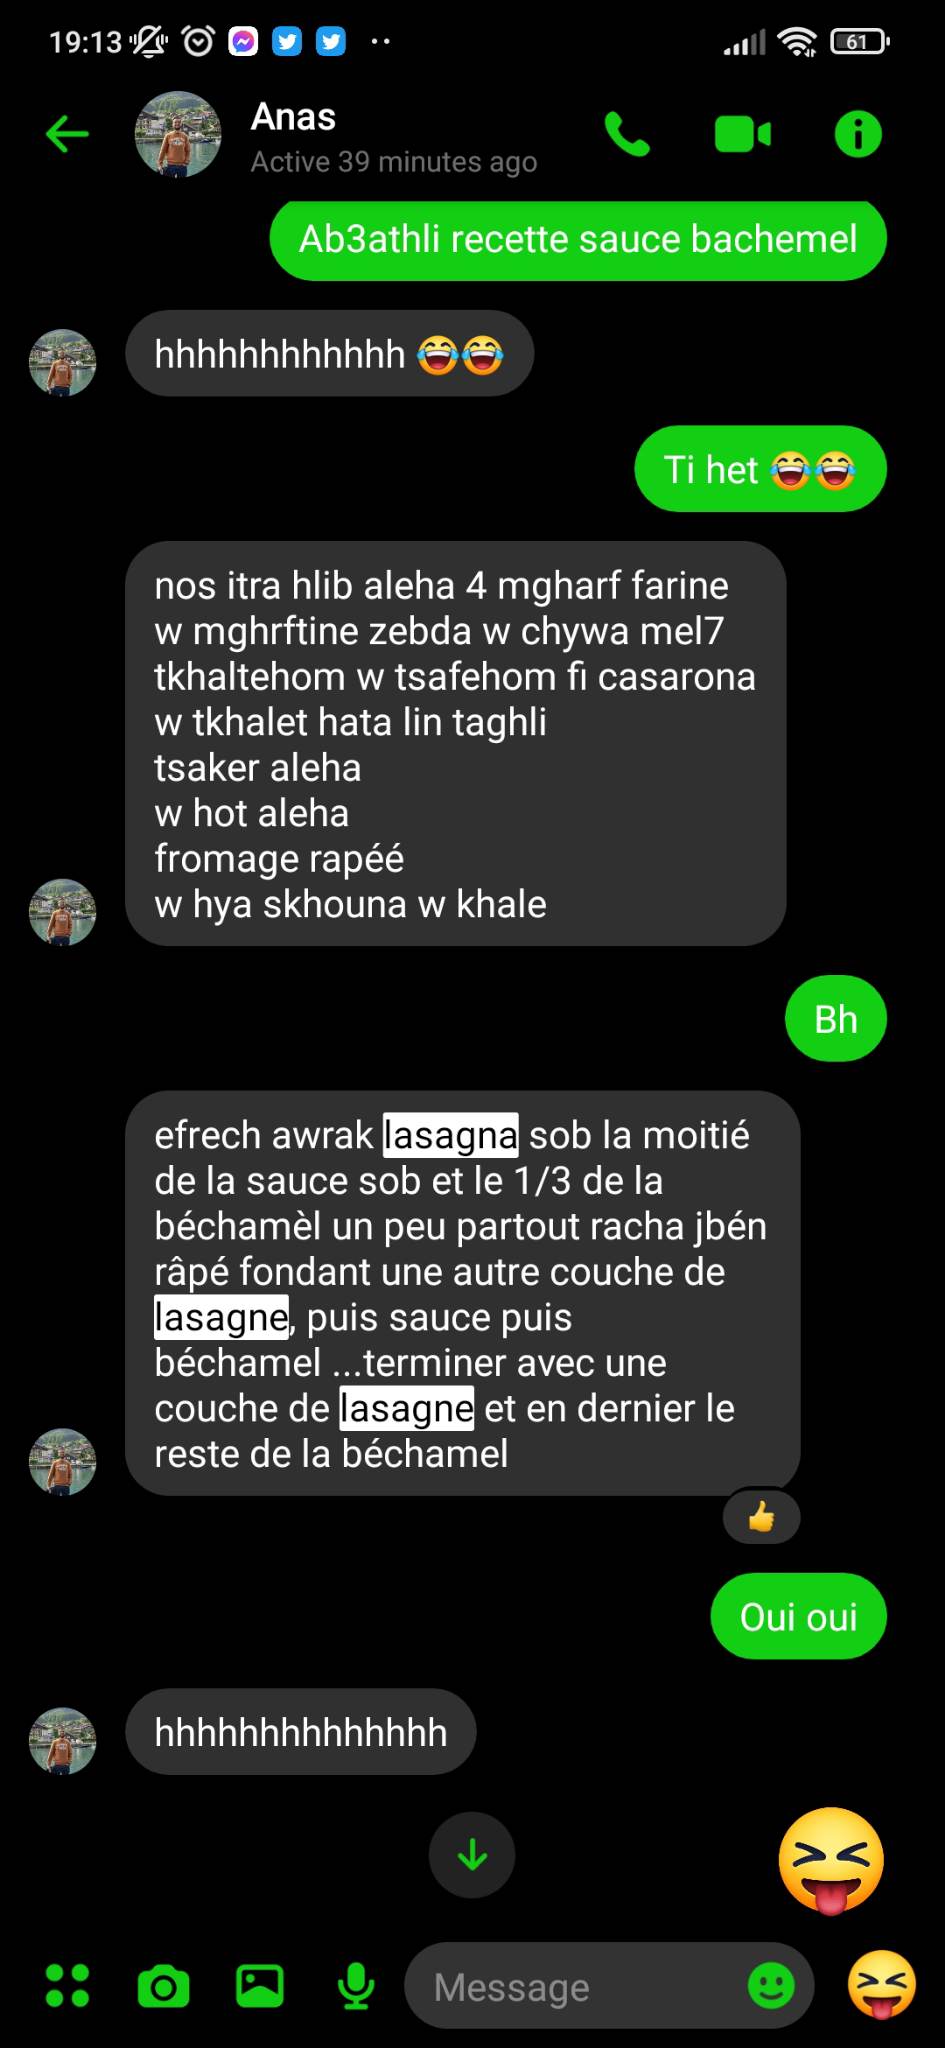 19:13
61
Anas
Active 39 minutes ago
Ab3athli recette sauce bachemel
hhhhhhhhhhhh 😂😂
Ti het 😂😂
nos itra hlib aleha 4 mgharf farine
w mghrftine zebda w chywa mel7
tkhaltehom w tsafehom fi casarona
w tkhalet hata lin taghli
tsaker aleha
w hot aleha
fromage rapéé
w hya skhouna w khale
Bh
efrech awrak lasagna sob la moitié
de la sauce sob et le 1/3 de la
béchamèl un peu partout racha jbén
râpé fondant une autre couche de
lasagne, puis sauce puis
béchamel ...terminer avec une
couche de lasagne et en dernier le
reste de la béchamel
Oui oui
hhhhhhhhhhhhhh
Message